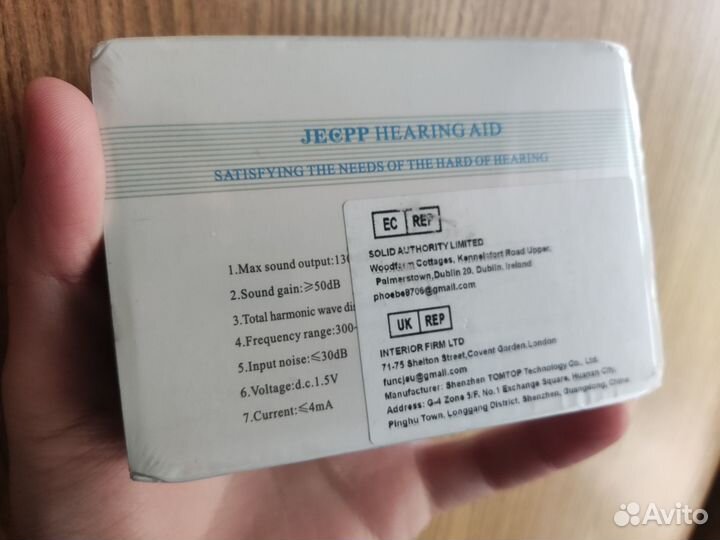 JECPP HEARING AID
SATISFYING THE NEEDS OF THE HARD OF HEARING
1.Max sound output:13
2.Sound gain:≥50dB
3.Total harmonic wave di
4.Frequency range:300~
5.Input noise:≤30dB
6.Voltage:d.c.1.5V
7.Current:≤4mA
EC REP
SOLID AUTHORITY LIMITED
Woodfarm Cottages, Kennelsfort Road Upper,
Palmerstown,Dublin 20, Dublin, Ireland
phoebe8706@gmail.com
UK REP
INTERIOR FIRM LTD
71-75 Shelton Street,Covent Garden,London
funcjeu@gmail.com
Manufacturer: Shenzhen TOMTOP Technology Co., Ltd.
Address: G-4 Zone 5/F, No.1 Exchange Square, Huanan City,
Pinghu Town, Longgang District, Shenzhen, Guangdong, China
Avito